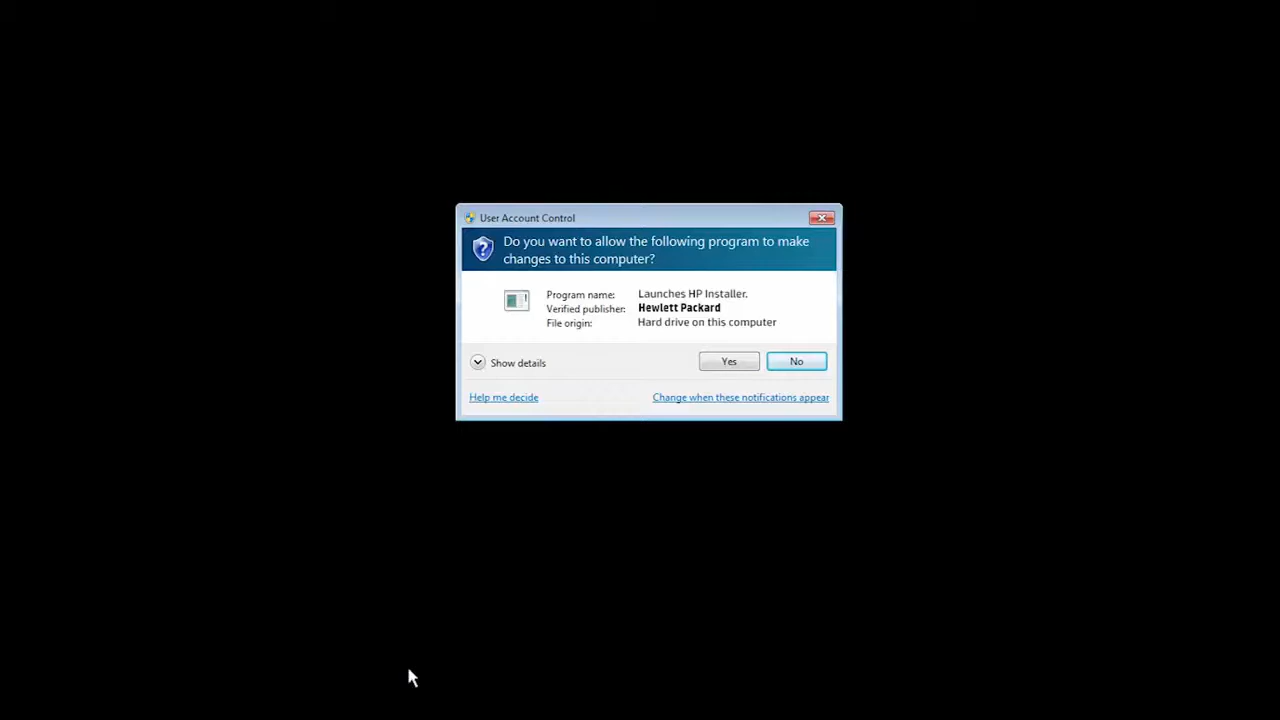 User Account Control
Do you want to allow the following program to make
changes to this computer?
Program name: Launches HP Installer.
Verified publisher: Hewlett Packard
File origin: Hard drive on this computer
Show details Yes No
Help me decide Change when these notifications appear